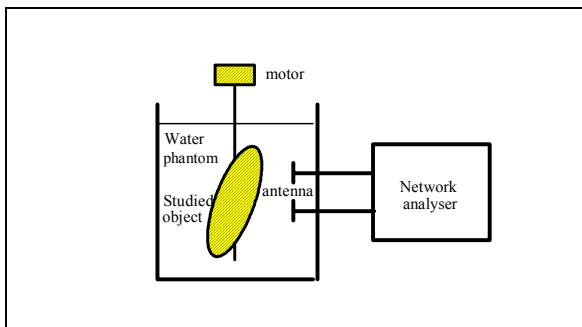 motor
Water
phantom
antenna
Studied
object
Network
analyser